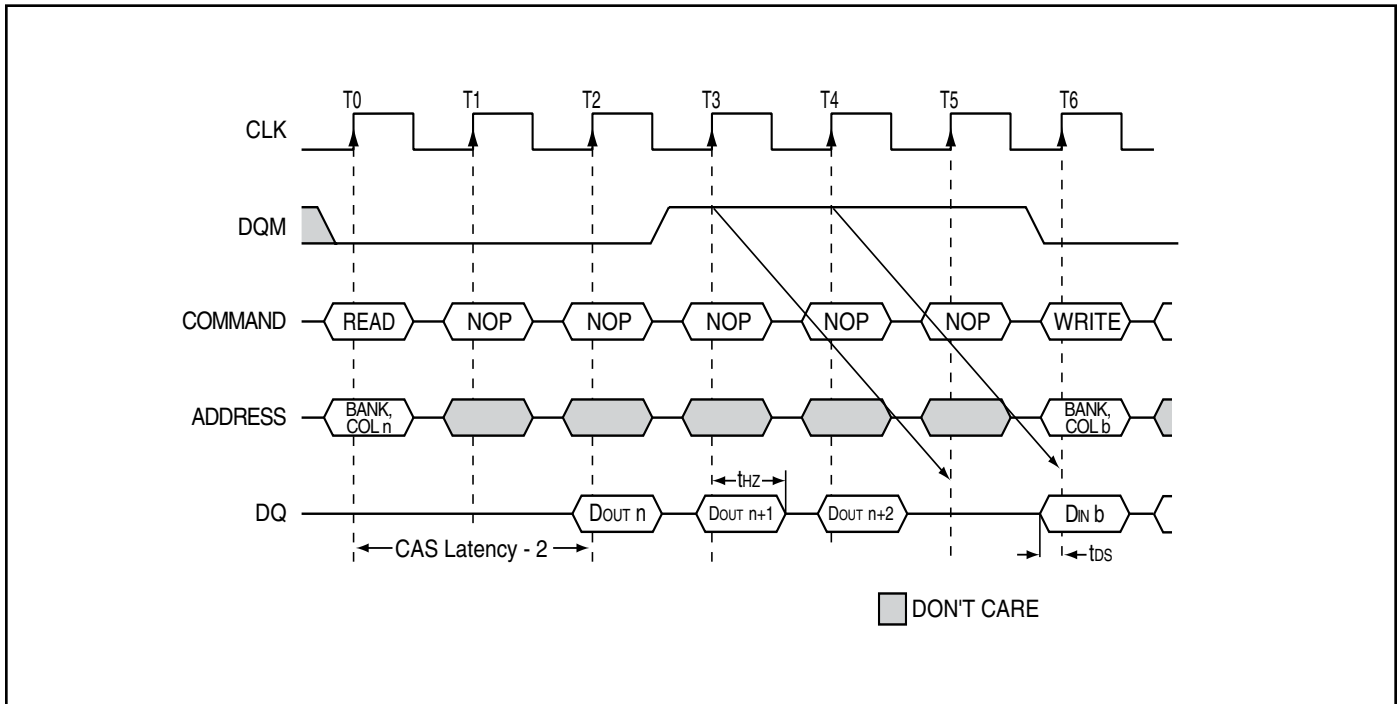 T0 T1 T2 T3 T4 T5 T6
CLK
DQM
COMMAND READ NOP NOP NOP NOP NOP WRITE
ADDRESS BANK, COL n BANK, COL b
tHZ
DQ DOUT n DOUT n+1 DOUT n+2 DIN b
CAS Latency - 2 tDS
DON'T CARE